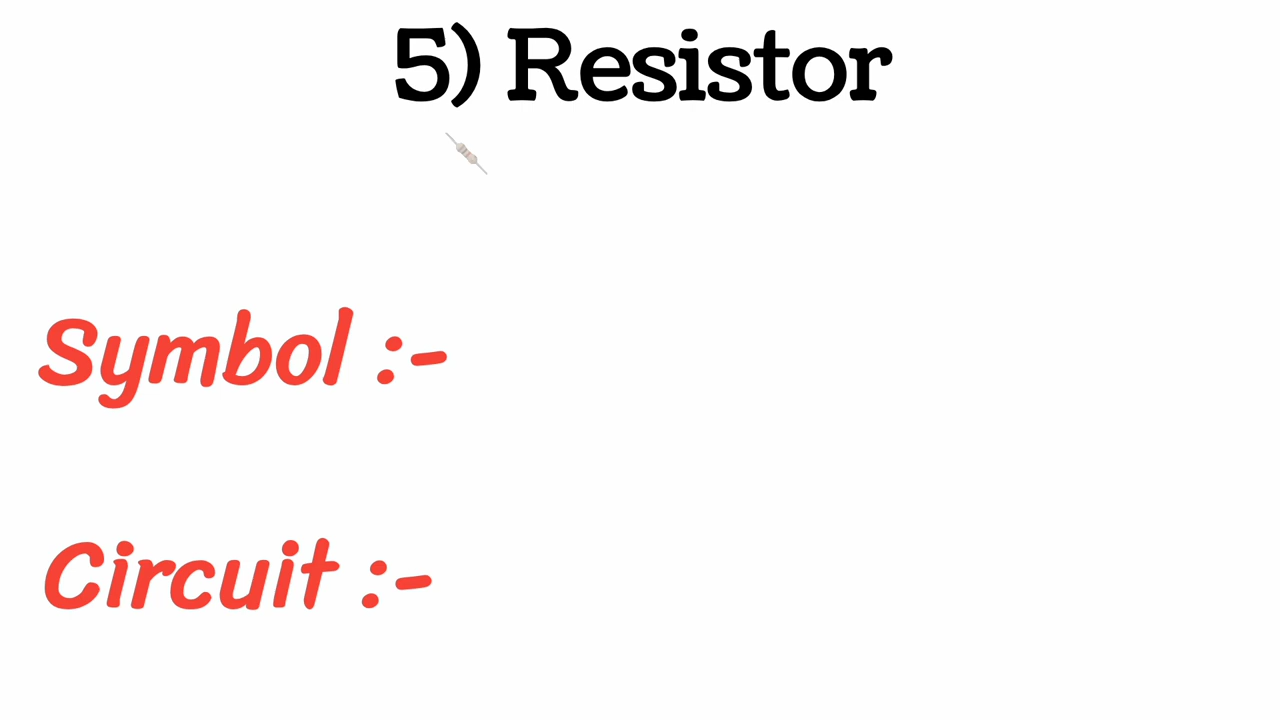 5) Resistor
Symbol :-
Circuit :-